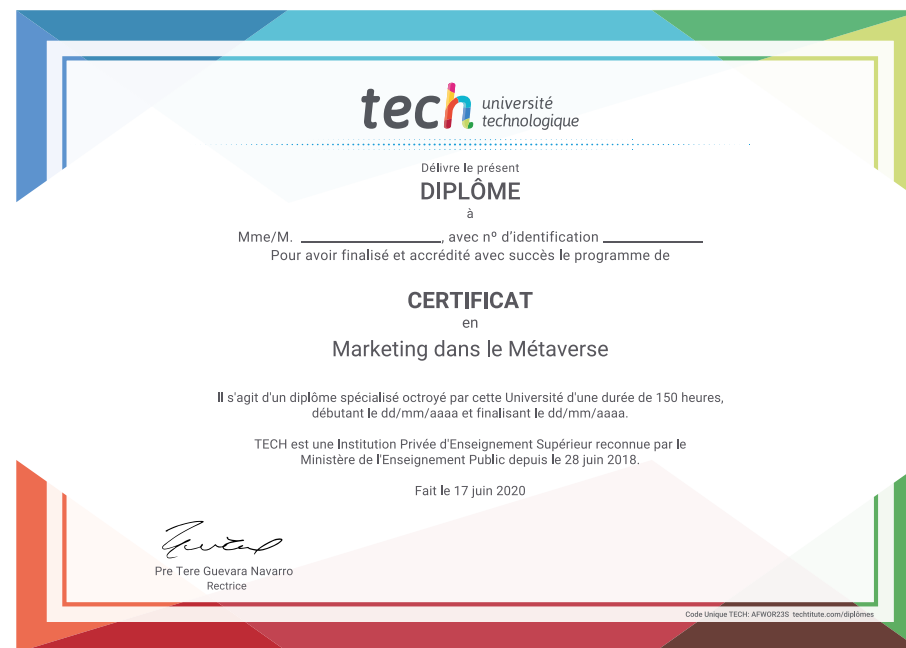 tech université
technologique
Délivre le présent
DIPLÔME
à
Mme/M. ____________________, avec nº d'identification ______________
Pour avoir finalisé et accrédité avec succès le programme de
CERTIFICAT
en
Marketing dans le Métaverse
Il s'agit d'un diplôme spécialisé octroyé par cette Université d'une durée de 150 heures,
débutant le dd/mm/aaaa et finalisant le dd/mm/aaaa.
TECH est une Institution Privée d'Enseignement Supérieur reconnue par le
Ministère de l'Enseignement Public depuis le 28 juin 2018.
Fait le 17 juin 2020
Pre Tere Guevara Navarro
Rectrice
Code Unique TECH: AFWOR23S techtitute.com/diplômes